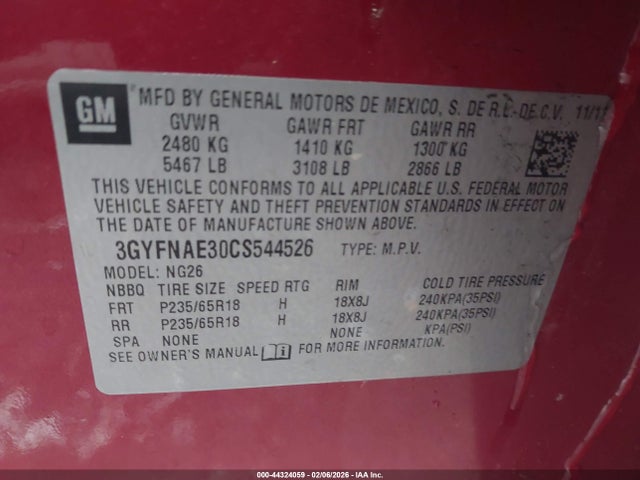 GM MFD BY GENERAL MOTORS DE MEXICO, S. DE R.L. DE C.V. 11/11
GVWR GAWR FRT GAWR RR
2480 KG 1410 KG 1300 KG
5467 LB 3108 LB 2866 LB
THIS VEHICLE CONFORMS TO ALL APPLICABLE U.S. FEDERAL MOTOR
VEHICLE SAFETY AND THEFT PREVENTION STANDARDS IN EFFECT ON
THE DATE OF MANUFACTURE SHOWN ABOVE.
3GYFNAE30CS544526 TYPE: M.P.V.
MODEL: NG26
NBBQ TIRE SIZE SPEED RTG RIM COLD TIRE PRESSURE
FRT P235/65R18 H 18X8J 240KPA(35PSI)
RR P235/65R18 H 18X8J 240KPA(35PSI)
SPA NONE NONE KPA(PSI)
SEE OWNER'S MANUAL i FOR MORE INFORMATION.
000-44324059 - 02/06/2026 - IAA Inc.